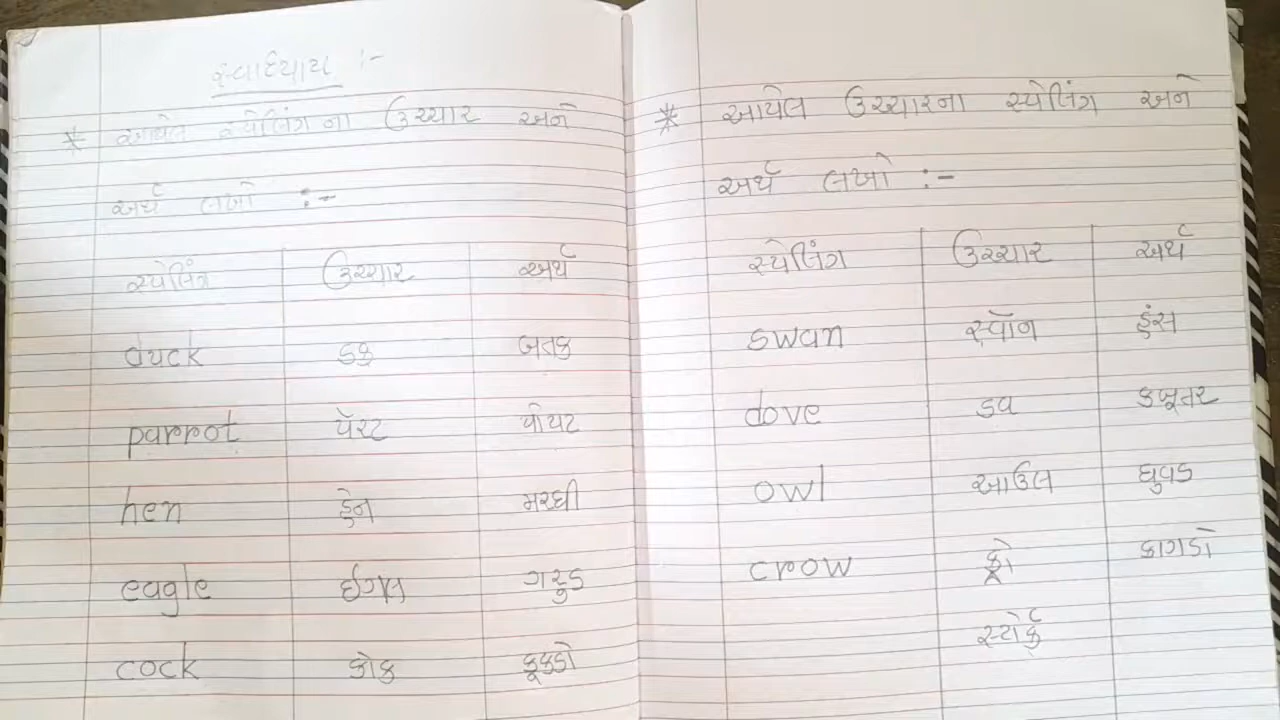 સ્વાધ્યાય :-
* આપેલ સ્પેલિંગ ના ઉચ્ચાર અને
અર્થ લખો :-
સ્પેલિંગ ઉચ્ચાર અર્થ
duck ડક બતક
parrot પૅરટ પોપટ
hen હેન મરઘી
eagle ઈગલ ગરુડ
cock કોક કૂકડો
* આપેલ ઉચ્ચારના સ્પેલિંગ અને
અર્થ લખો :-
સ્પેલિંગ ઉચ્ચાર અર્થ
swan સ્વૉન હંસ
dove ડવ કબૂતર
owl આઉલ ઘુવડ
crow ક્રો કાગડો
સ્ટોર્ક